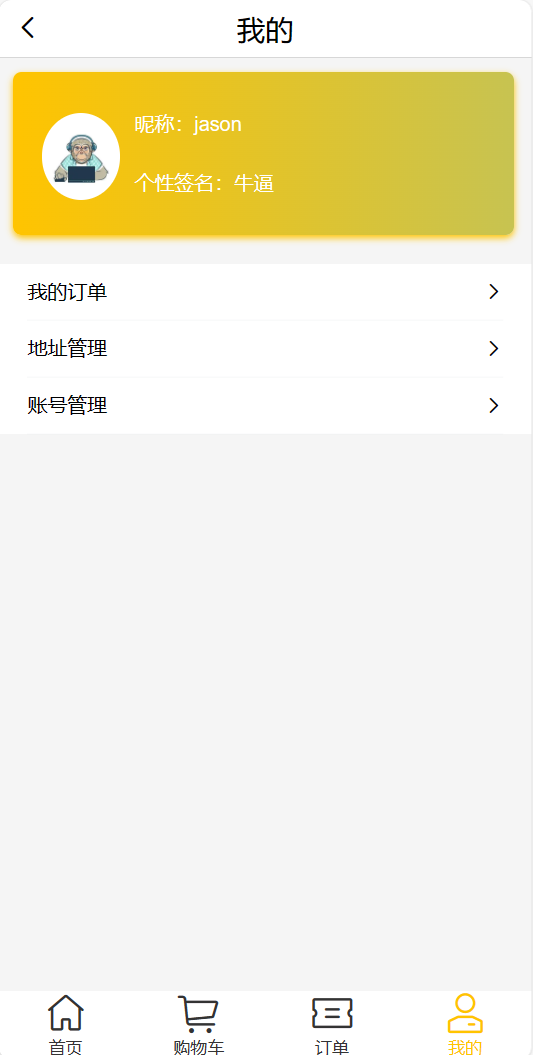 我的
昵称：jason
个性签名：牛逼
我的订单
地址管理
账号管理
首页
购物车
订单
我的